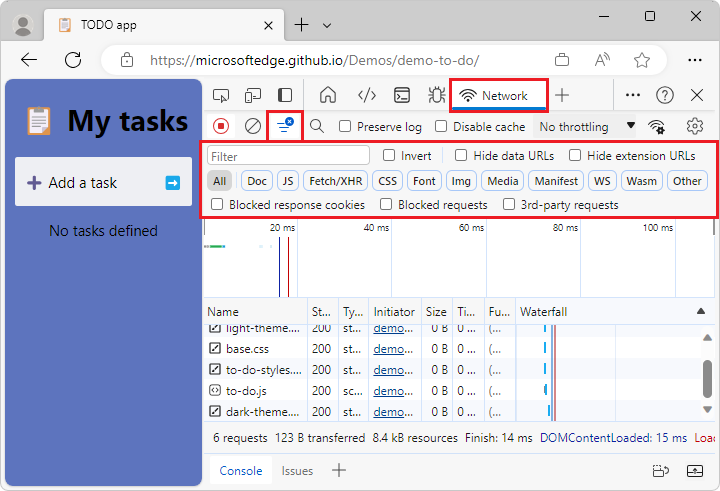 TODO app
https://microsoftedge.github.io/Demos/demo-to-do/
My tasks
Add a task
No tasks defined
Network
Preserve log
Disable cache
No throttling
Filter
Invert
Hide data URLs
Hide extension URLs
All Doc JS Fetch/XHR CSS Font Img Media Manifest WS Wasm Other
Blocked response cookies
Blocked requests
3rd-party requests
20 ms 40 ms 60 ms 80 ms 100 ms
Name St... Ty... Initiator Size Ti... Fu... Waterfall
light-theme.... 200 st... demo... 0 B 0 ... (...
base.css 200 st... demo... 0 B 0 ... (...
to-do-styles.... 200 st... demo... 0 B 0 ... (...
to-do.js 200 sc... demo... 0 B 0 ... (...
dark-theme.... 200 st... demo... 0 B 0 ... (...
6 requests 123 B transferred 8.4 kB resources Finish: 14 ms DOMContentLoaded: 15 ms Load
Console Issues